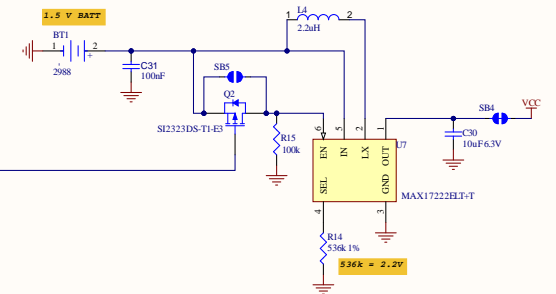 1.5 V BATT
BT1
1
2
+
2988
C31
100nF
L4
1
2
2.2uH
SB5
Q2
SI2323DS-T1-E3
R15
100k
6
5
2
1
EN
IN
LX
OUT
SEL
GND
U7
MAX17222ELT+T
4
3
SB4
VCC
C30
10uF 6.3V
R14
536k 1%
536k = 2.2V